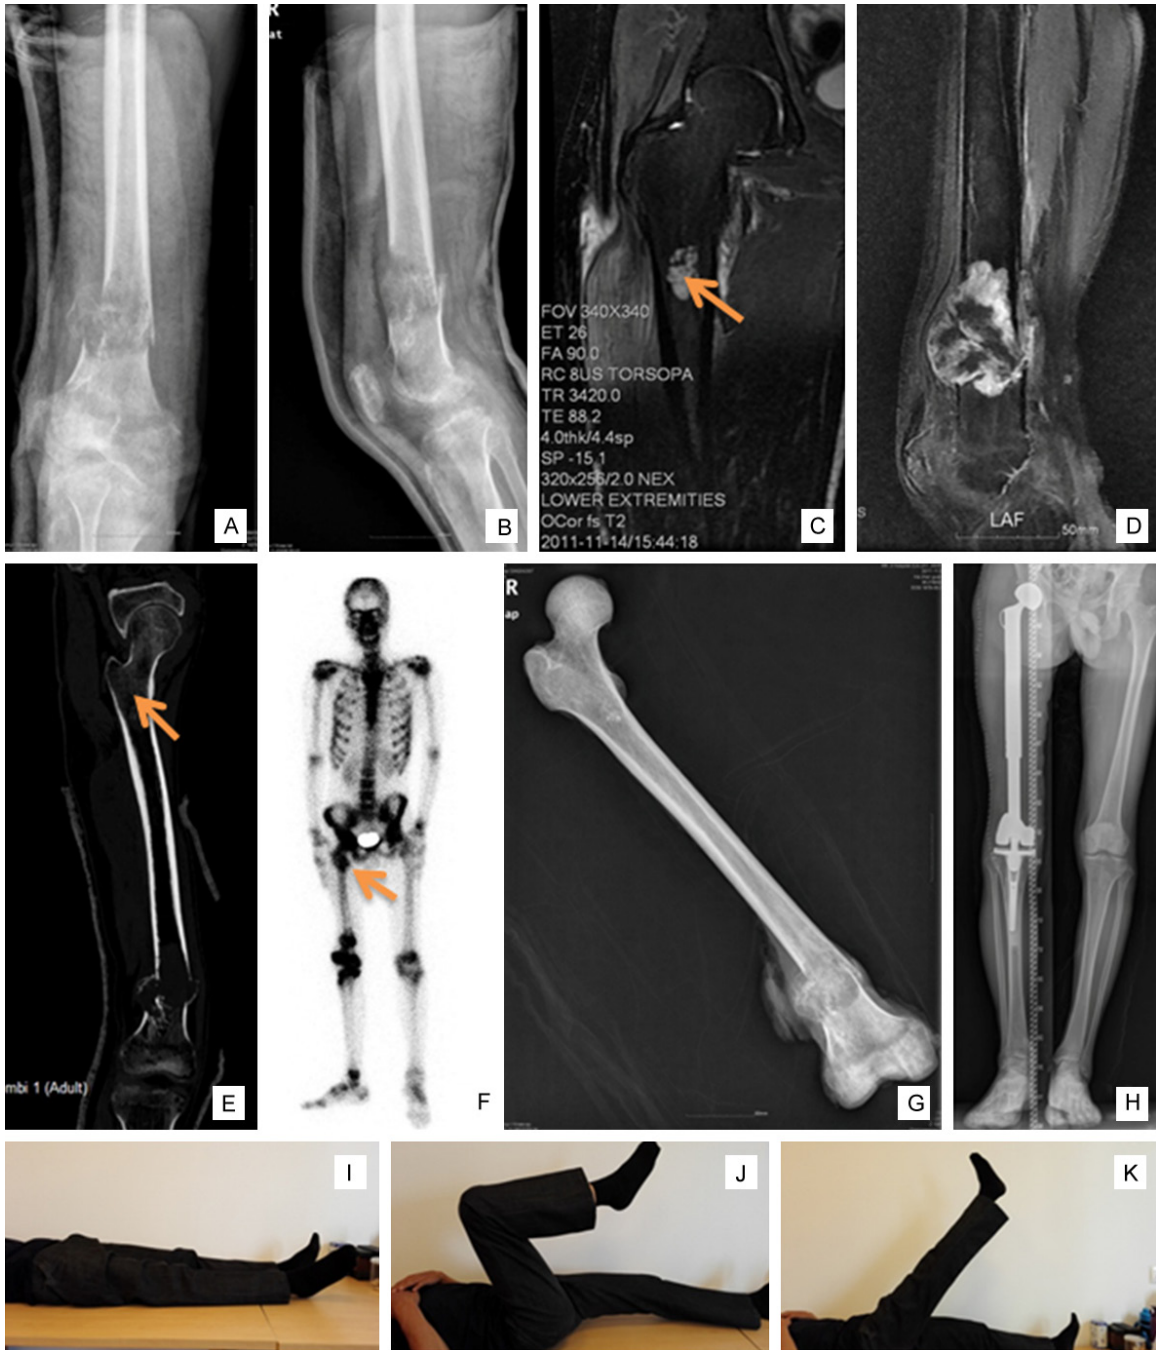 R
at
A
B
FOV 340X340
ET 26
FA 90.0
RC 8US TORSOPA
TR 3420.0
TE 88.2
4.0thk/4.4sp
SP -15.1
320x256/2.0 NEX
LOWER EXTREMITIES
OCor fs T2
2011-11-14/15:44:18
C
S
LAF
50mm
D
mbi 1 (Adult)
E
F
R
ap
G
H
I
J
K